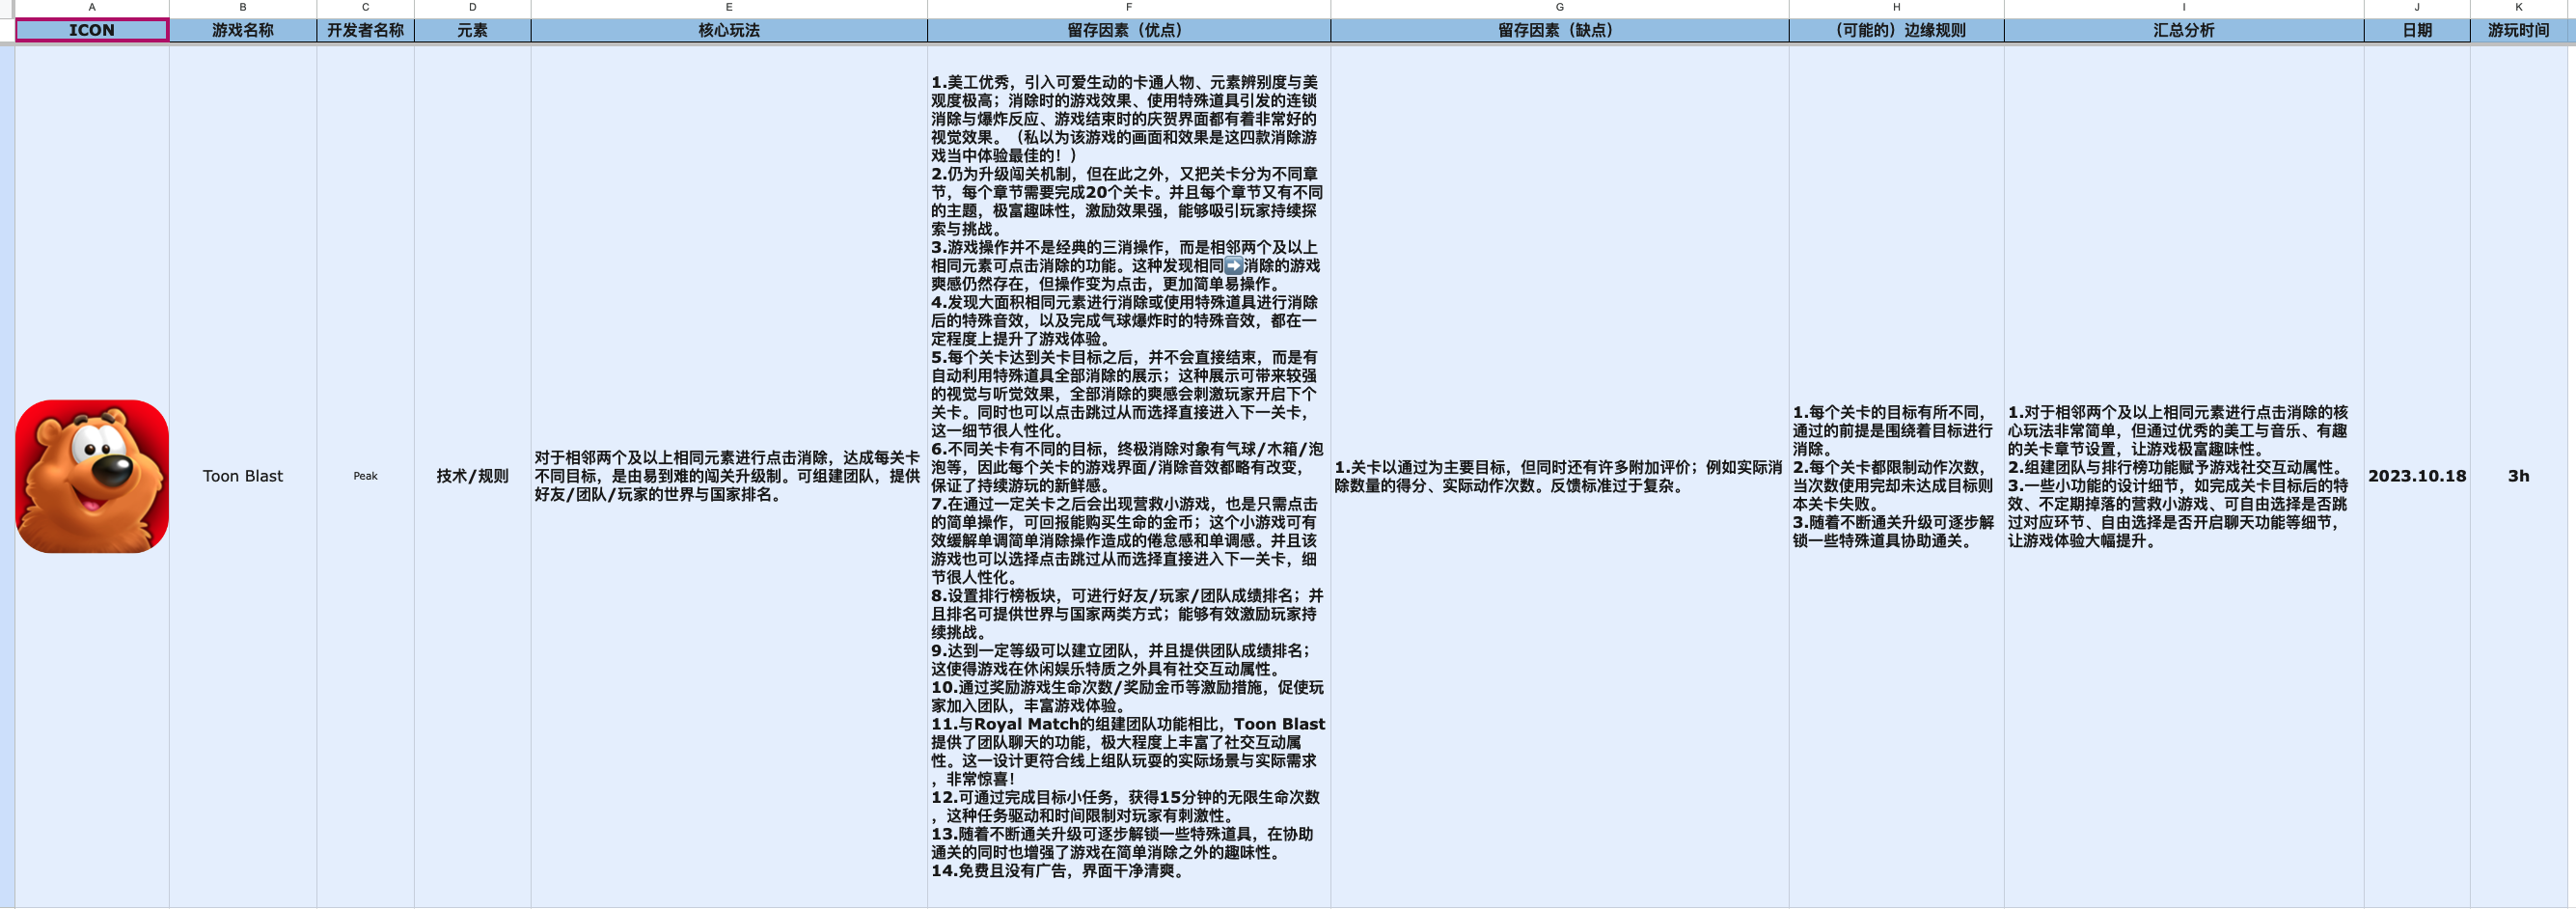 A
B
C
D
E
F
G
H
I
J
K
ICON
游戏名称
开发者名称
元素
核心玩法
留存因素（优点）
留存因素（缺点）
（可能的）边缘规则
汇总分析
日期
游玩时间
Toon Blast
Peak
技术/规则
对于相邻两个及以上相同元素进行点击消除，达成每关卡
不同目标，是由易到难的闯关升级制。可组建团队，提供
好友/团队/玩家的世界与国家排名。
1.美工优秀，引入可爱生动的卡通人物、元素辨别度与美
观度极高；消除时的游戏效果、使用特殊道具引发的连锁
消除与爆炸反应、游戏结束时的庆贺界面都有着非常好的
视觉效果。（私以为该游戏的画面和效果是这四款消除游
戏当中体验最佳的！）
2.仍为升级闯关机制，但在此之外，又把关卡分为不同章
节，每个章节需要完成20个关卡。并且每个章节又有不同
的主题，极富趣味性，激励效果强，能够吸引玩家持续探
索与挑战。
3.游戏操作并不是经典的三消操作，而是相邻两个及以上
相同元素可点击消除的功能。这种发现相同➡️消除的游戏
爽感仍然存在，但操作变为点击，更加简单易操作。
4.发现大面积相同元素进行消除或使用特殊道具进行消除
后的特殊音效，以及完成气球爆炸时的特殊音效，都在一
定程度上提升了游戏体验。
5.每个关卡达到关卡目标之后，并不会直接结束，而是有
自动利用特殊道具全部消除的展示；这种展示可带来较强
的视觉与听觉效果，全部消除的爽感会刺激玩家开启下个
关卡。同时也可以点击跳过从而选择直接进入下一关卡，
这一细节很人性化。
6.不同关卡有不同的目标，终极消除对象有气球/木箱/泡
泡等，因此每个关卡的游戏界面/消除音效都略有改变，
保证了持续游玩的新鲜感。
7.在通过一定关卡之后会出现营救小游戏，也是只需点击
的简单操作，可回报能购买生命的金币；这个小游戏可有
效缓解单调简单消除操作造成的倦怠感和单调感。并且该
游戏也可以选择点击跳过从而选择直接进入下一关卡，细
节很人性化。
8.设置排行榜板块，可进行好友/玩家/团队成绩排名；并
且排名可提供世界与国家两类方式；能够有效激励玩家持
续挑战。
9.达到一定等级可以建立团队，并且提供团队成绩排名；
这使得游戏在休闲娱乐特质之外具有社交互动属性。
10.通过奖励游戏生命次数/奖励金币等激励措施，促使玩
家加入团队，丰富游戏体验。
11.与Royal Match的组建团队功能相比，Toon Blast
提供了团队聊天的功能，极大程度上丰富了社交互动属
性。这一设计更符合线上组队玩耍的实际场景与实际需求
，非常惊喜！
12.可通过完成目标小任务，获得15分钟的无限生命次数
，这种任务驱动和时间限制对玩家有刺激性。
13.随着不断通关升级可逐步解锁一些特殊道具，在协助
通关的同时也增强了游戏在简单消除之外的趣味性。
14.免费且没有广告，界面干净清爽。
1.关卡以通过为主要目标，但同时还有许多附加评价；例如实际消
除数量的得分、实际动作次数。反馈标准过于复杂。
1.每个关卡的目标有所不同，
通过的前提是围绕着目标进行
消除。
2.每个关卡都限制动作次数，
当次数使用完却未达成目标则
本关卡失败。
3.随着不断通关升级可逐步解
锁一些特殊道具协助通关。
1.对于相邻两个及以上相同元素进行点击消除的核
心玩法非常简单，但通过优秀的美工与音乐、有趣
的关卡章节设置，让游戏极富趣味性。
2.组建团队与排行榜功能赋予游戏社交互动属性。
3.一些小功能的设计细节，如完成关卡目标后的特
效、不定期掉落的营救小游戏、可自由选择是否跳
过对应环节、自由选择是否开启聊天功能等细节，
让游戏体验大幅提升。
2023.10.18
3h